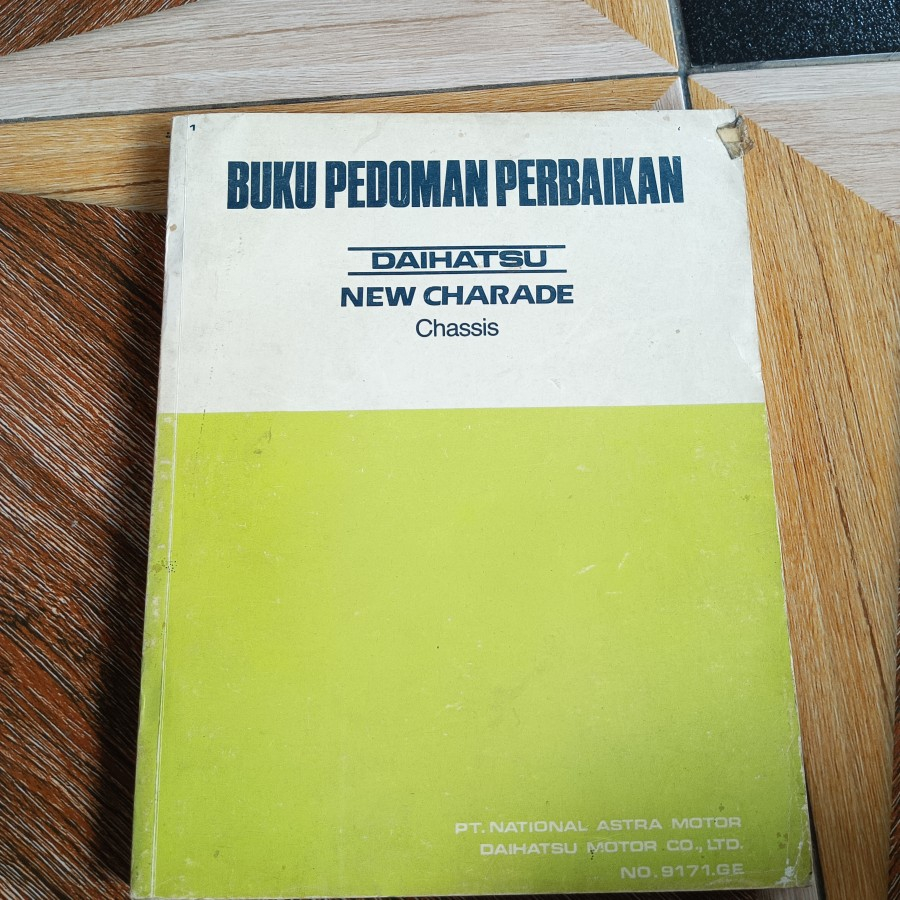 BUKU PEDOMAN PERBAIKAN
DAIHATSU
NEW CHARADE
Chassis
PT. NATIONAL ASTRA MOTOR
DAIHATSU MOTOR CO., LTD.
NO. 9171.GE